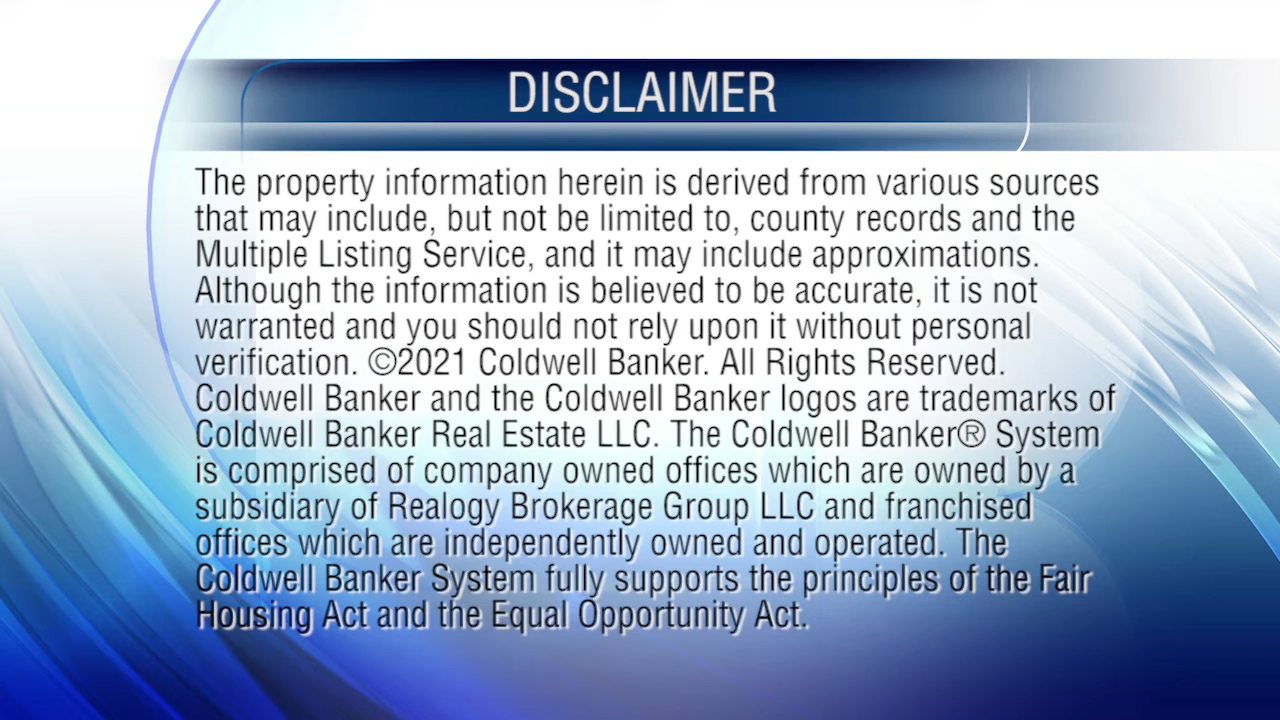 DISCLAIMER
The property information herein is derived from various sources
that may include, but not be limited to, county records and the
Multiple Listing Service, and it may include approximations.
Although the information is believed to be accurate, it is not
warranted and you should not rely upon it without personal
verification. ©2021 Coldwell Banker. All Rights Reserved.
Coldwell Banker and the Coldwell Banker logos are trademarks of
Coldwell Banker Real Estate LLC. The Coldwell Banker® System
is comprised of company owned offices which are owned by a
subsidiary of Realogy Brokerage Group LLC and franchised
offices which are independently owned and operated. The
Coldwell Banker System fully supports the principles of the Fair
Housing Act and the Equal Opportunity Act.